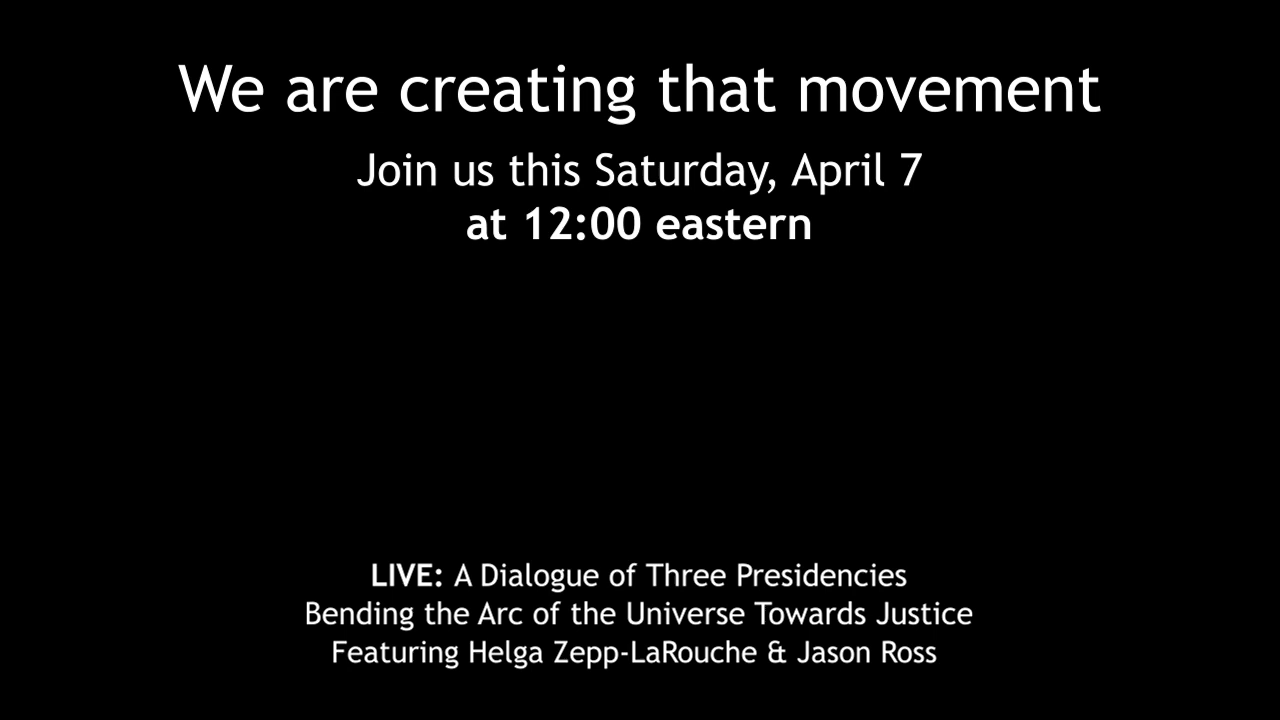 We are creating that movement
Join us this Saturday, April 7
at 12:00 eastern
LIVE: A Dialogue of Three Presidencies
Bending the Arc of the Universe Towards Justice
Featuring Helga Zepp-LaRouche & Jason Ross